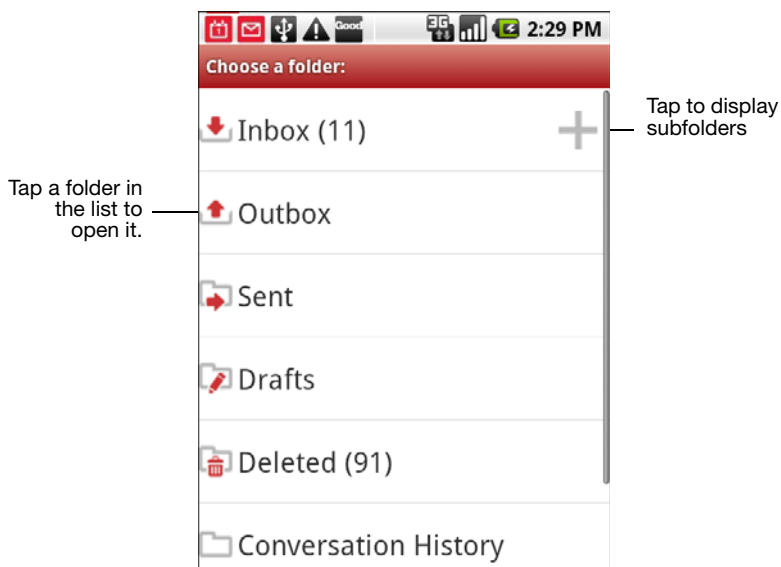 Good 3G 2:29 PM
Choose a folder:
Inbox (11)
Tap to display
subfolders
Tap a folder in
the list to
open it.
Outbox
Sent
Drafts
Deleted (91)
Conversation History